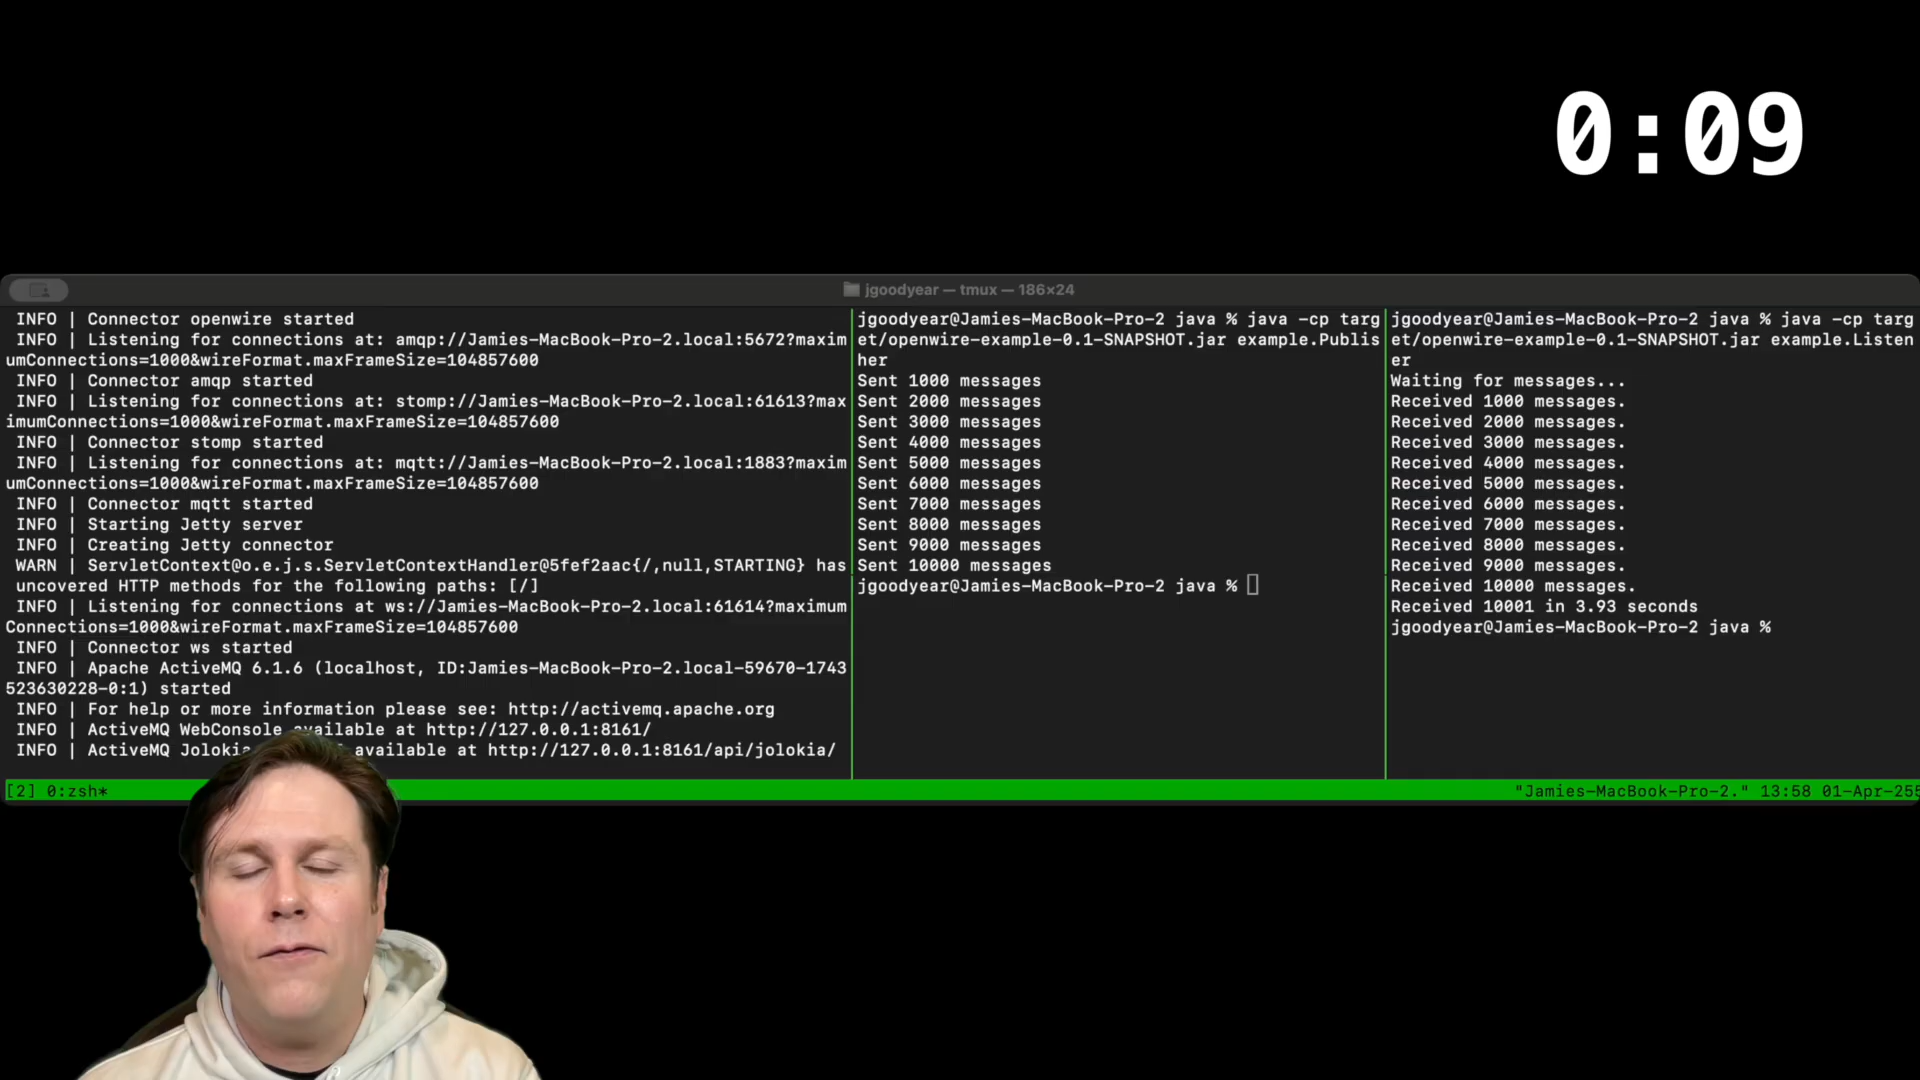 0:09
jgoodyear — tmux — 186×24
INFO | Connector openwire started
INFO | Listening for connections at: amqp://Jamies-MacBook-Pro-2.local:5672?maxim
umConnections=1000&wireFormat.maxFrameSize=104857600
INFO | Connector amqp started
INFO | Listening for connections at: stomp://Jamies-MacBook-Pro-2.local:61613?max
imumConnections=1000&wireFormat.maxFrameSize=104857600
INFO | Connector stomp started
INFO | Listening for connections at: mqtt://Jamies-MacBook-Pro-2.local:1883?maxim
umConnections=1000&wireFormat.maxFrameSize=104857600
INFO | Connector mqtt started
INFO | Starting Jetty server
INFO | Creating Jetty connector
WARN | ServletContext@o.e.j.s.ServletContextHandler@5fef2aac{/,null,STARTING} has
uncovered HTTP methods for the following paths: [/]
INFO | Listening for connections at ws://Jamies-MacBook-Pro-2.local:61614?maximum
Connections=1000&wireFormat.maxFrameSize=104857600
INFO | Connector ws started
INFO | Apache ActiveMQ 6.1.6 (localhost, ID:Jamies-MacBook-Pro-2.local-59670-1743
523630228-0:1) started
INFO | For help or more information please see: http://activemq.apache.org
INFO | ActiveMQ WebConsole available at http://127.0.0.1:8161/
INFO | ActiveMQ Jolokia available at http://127.0.0.1:8161/api/jolokia/
jgoodyear@Jamies-MacBook-Pro-2 java % java -cp targ
et/openwire-example-0.1-SNAPSHOT.jar example.Publis
her
Sent 1000 messages
Sent 2000 messages
Sent 3000 messages
Sent 4000 messages
Sent 5000 messages
Sent 6000 messages
Sent 7000 messages
Sent 8000 messages
Sent 9000 messages
Sent 10000 messages
jgoodyear@Jamies-MacBook-Pro-2 java %
jgoodyear@Jamies-MacBook-Pro-2 java % java -cp targ
et/openwire-example-0.1-SNAPSHOT.jar example.Listen
er
Waiting for messages...
Received 1000 messages.
Received 2000 messages.
Received 3000 messages.
Received 4000 messages.
Received 5000 messages.
Received 6000 messages.
Received 7000 messages.
Received 8000 messages.
Received 9000 messages.
Received 10000 messages.
Received 10001 in 3.93 seconds
jgoodyear@Jamies-MacBook-Pro-2 java %
[2] 0:zsh*
"Jamies-MacBook-Pro-2." 13:58 01-Apr-255